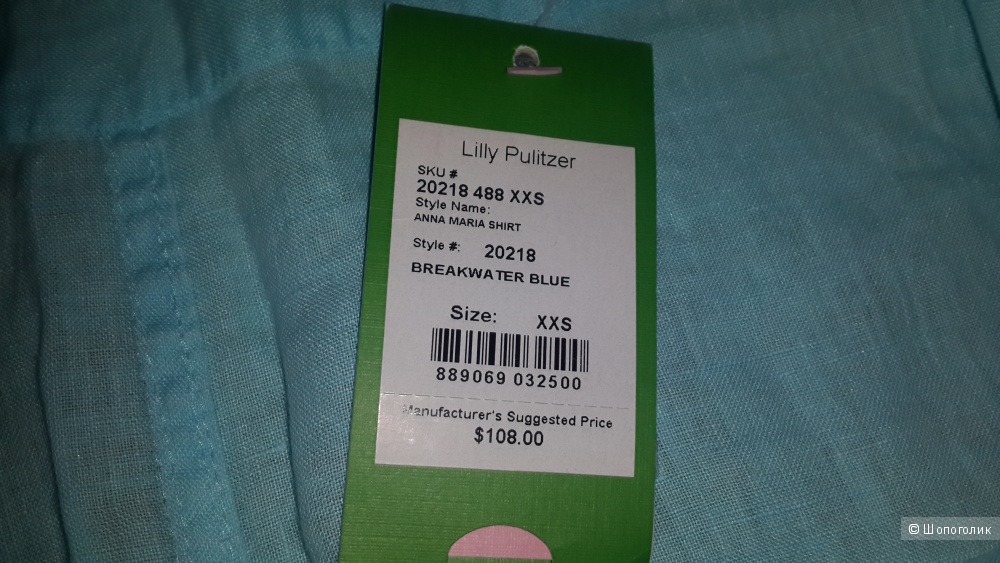 Lilly Pulitzer
SKU #
20218 488 XXS
Style Name:
ANNA MARIA SHIRT
Style #: 20218
BREAKWATER BLUE
Size: XXS
889069 032500
Manufacturer's Suggested Price
$108.00
© Шопоголик